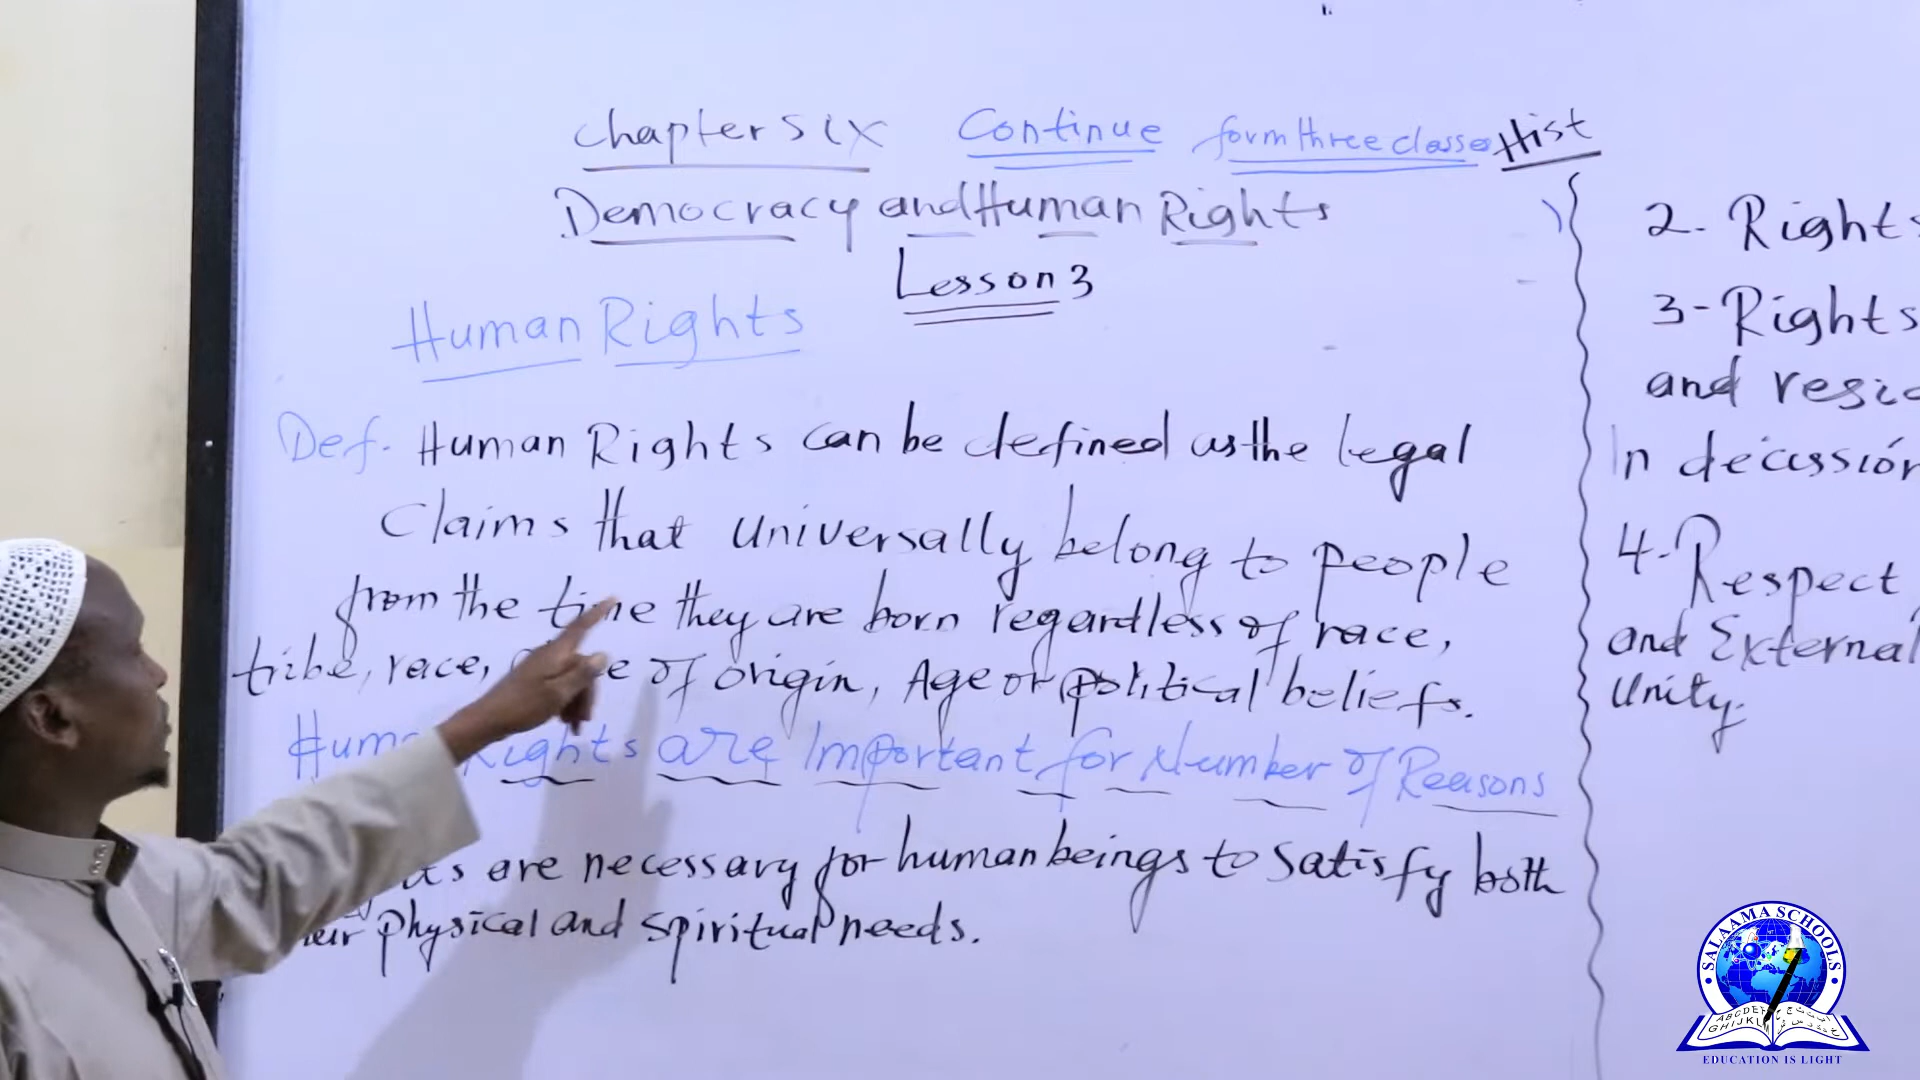 Chapter six Continue form three classes Hist
Democracy and Human Rights
Lesson 3
Human Rights
Def. Human Rights can be defined as the legal
Claims that Universally belong to people
from the time they are born regardless of race,
tribe, race, of origin, Age or political beliefs.
Rights are Important for Number of Reasons
are necessary for human beings to satisfy both
physical and spiritual needs.
2. Rights
3-Rights
and
In decission
4. Respect
and External
Unity.
SALAAMA SCHOOLS
ABCDEF
GHIJKL
EDUCATION IS LIGHT